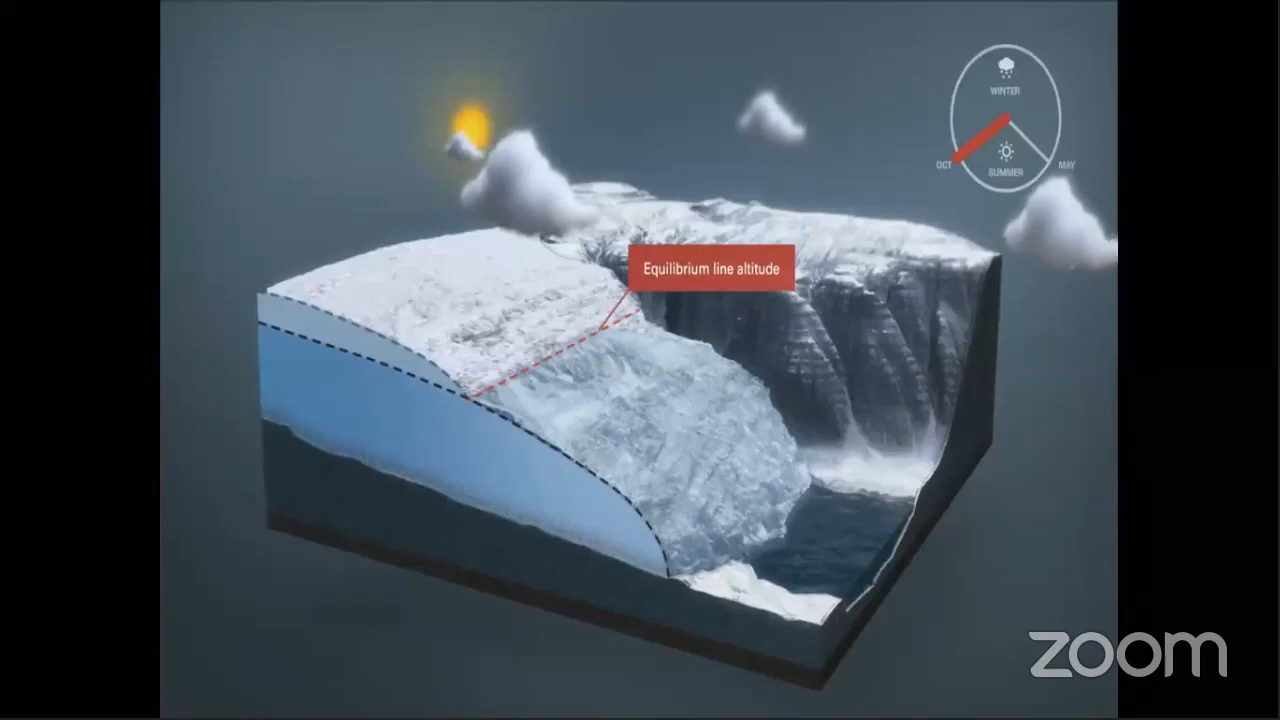 WINTER
OCT
MAY
SUMMER
Equilibrium line altitude
zoom